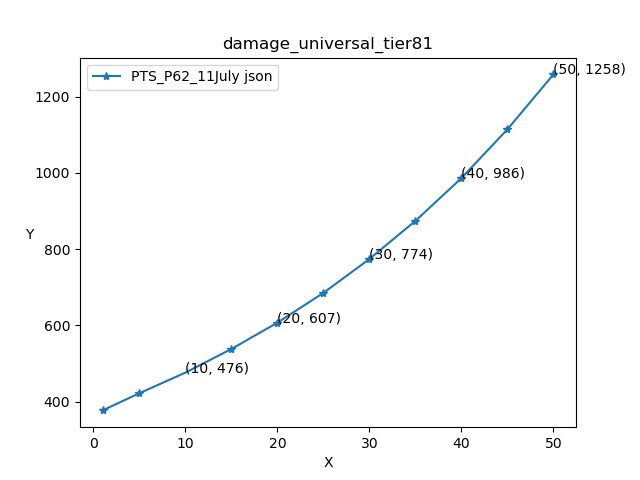 damage_universal_tier81
PTS_P62_11July json
(50, 1258)
(40, 986)
(30, 774)
(20, 607)
(10, 476)
1200
1000
800
600
400
Y
0 10 20 30 40 50
X